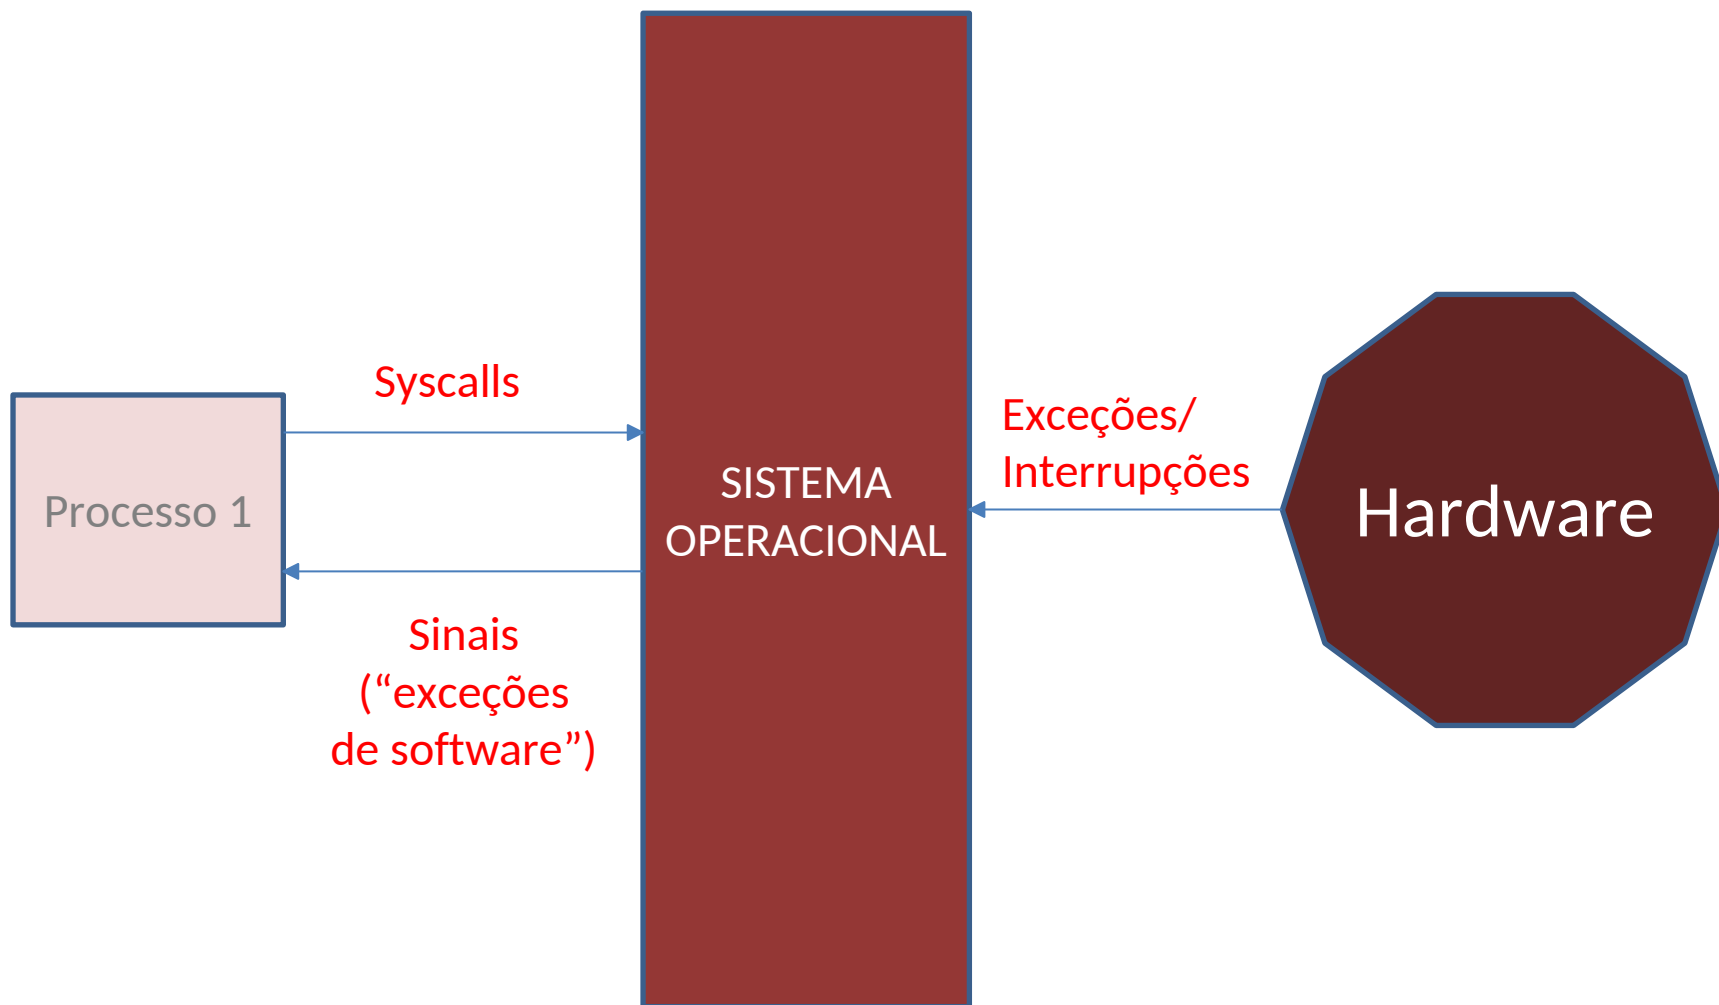 Syscalls
Processo 1
Sinais
(“exceções
de software”)
SISTEMA
OPERACIONAL
Exceções/
Interrupções
Hardware